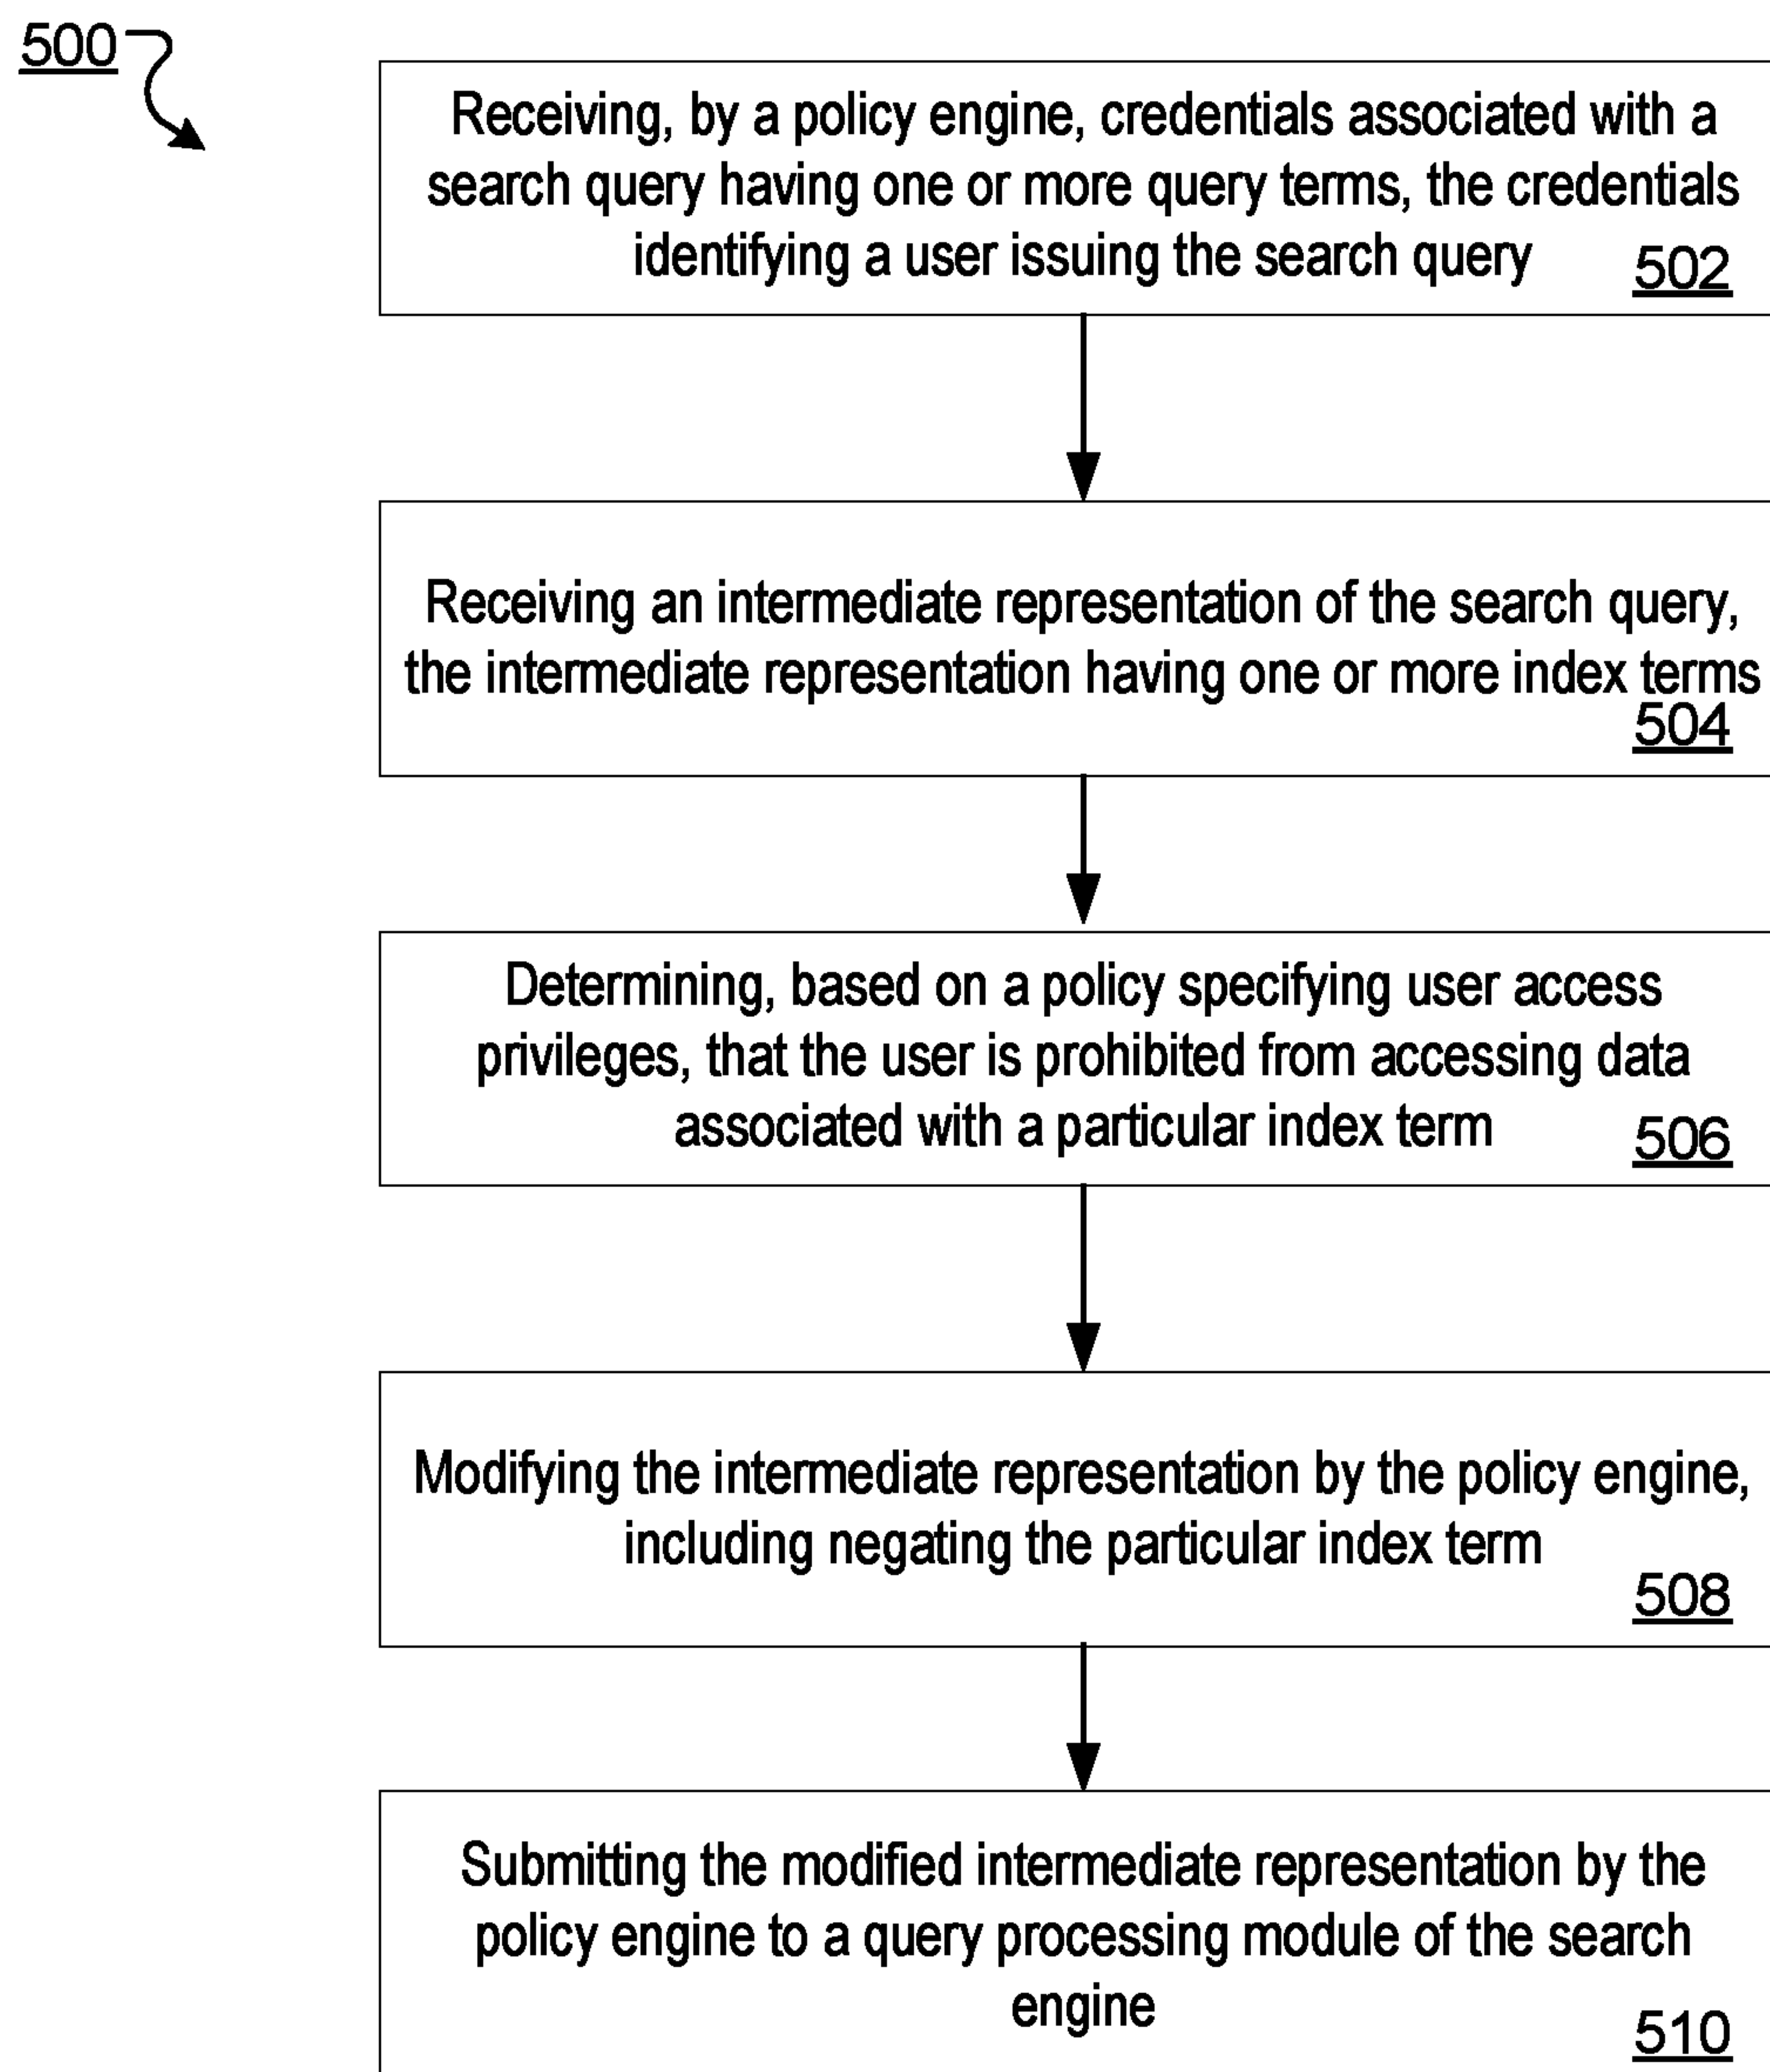 500
Receiving, by a policy engine, credentials associated with a
search query having one or more query terms, the credentials
identifying a user issuing the search query
502
Receiving an intermediate representation of the search query,
the intermediate representation having one or more index terms
504
Determining, based on a policy specifying user access
privileges, that the user is prohibited from accessing data
associated with a particular index term
506
Modifying the intermediate representation by the policy engine,
including negating the particular index term
508
Submitting the modified intermediate representation by the
policy engine to a query processing module of the search
engine
510